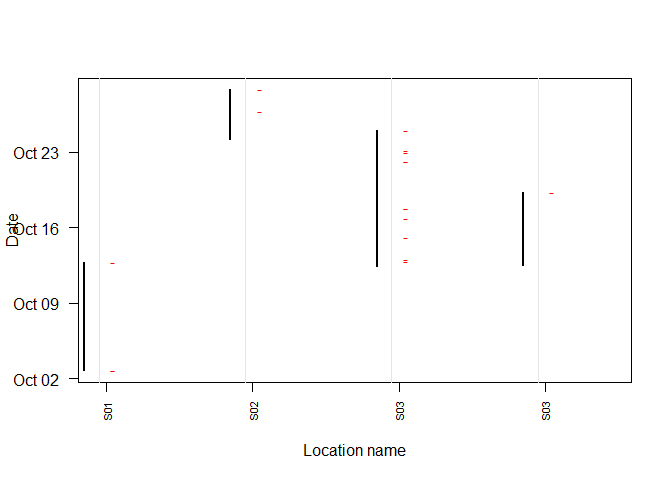 Oct 23
Oct 16
Date
Oct 09
Oct 02
S01
S02
S03
S03
Location name